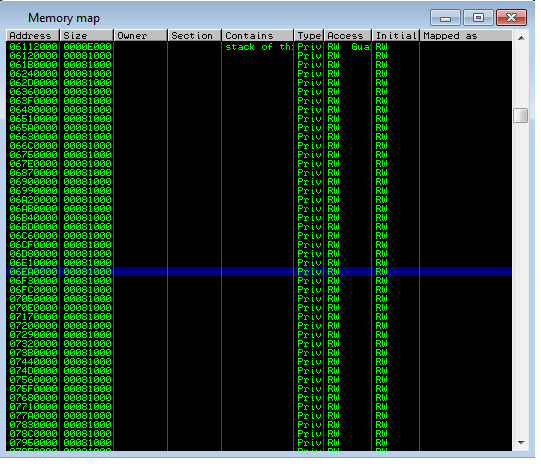 Memory map
Address Size Owner Section Contains Type Access Initial Mapped as
06112000 0000E000 stack of thi Priv RW Gua: RW
06120000 00081000 Priv RW RW
061B0000 00081000 Priv RW RW
06240000 00081000 Priv RW RW
062D0000 00081000 Priv RW RW
06360000 00081000 Priv RW RW
063F0000 00081000 Priv RW RW
06480000 00081000 Priv RW RW
06510000 00081000 Priv RW RW
065A0000 00081000 Priv RW RW
06630000 00081000 Priv RW RW
066C0000 00081000 Priv RW RW
06750000 00081000 Priv RW RW
067E0000 00081000 Priv RW RW
06870000 00081000 Priv RW RW
06900000 00081000 Priv RW RW
06990000 00081000 Priv RW RW
06A20000 00081000 Priv RW RW
06AB0000 00081000 Priv RW RW
06B40000 00081000 Priv RW RW
06BD0000 00081000 Priv RW RW
06C60000 00081000 Priv RW RW
06CF0000 00081000 Priv RW RW
06D80000 00081000 Priv RW RW
06E10000 00081000 Priv RW RW
06EA0000 00081000 Priv RW RW
06F30000 00081000 Priv RW RW
06FC0000 00081000 Priv RW RW
07050000 00081000 Priv RW RW
070E0000 00081000 Priv RW RW
07170000 00081000 Priv RW RW
07200000 00081000 Priv RW RW
07290000 00081000 Priv RW RW
07320000 00081000 Priv RW RW
073B0000 00081000 Priv RW RW
07440000 00081000 Priv RW RW
074D0000 00081000 Priv RW RW
07560000 00081000 Priv RW RW
075F0000 00081000 Priv RW RW
07680000 00081000 Priv RW RW
07710000 00081000 Priv RW RW
077A0000 00081000 Priv RW RW
07830000 00081000 Priv RW RW
078C0000 00081000 Priv RW RW
07950000 00081000 Priv RW RW